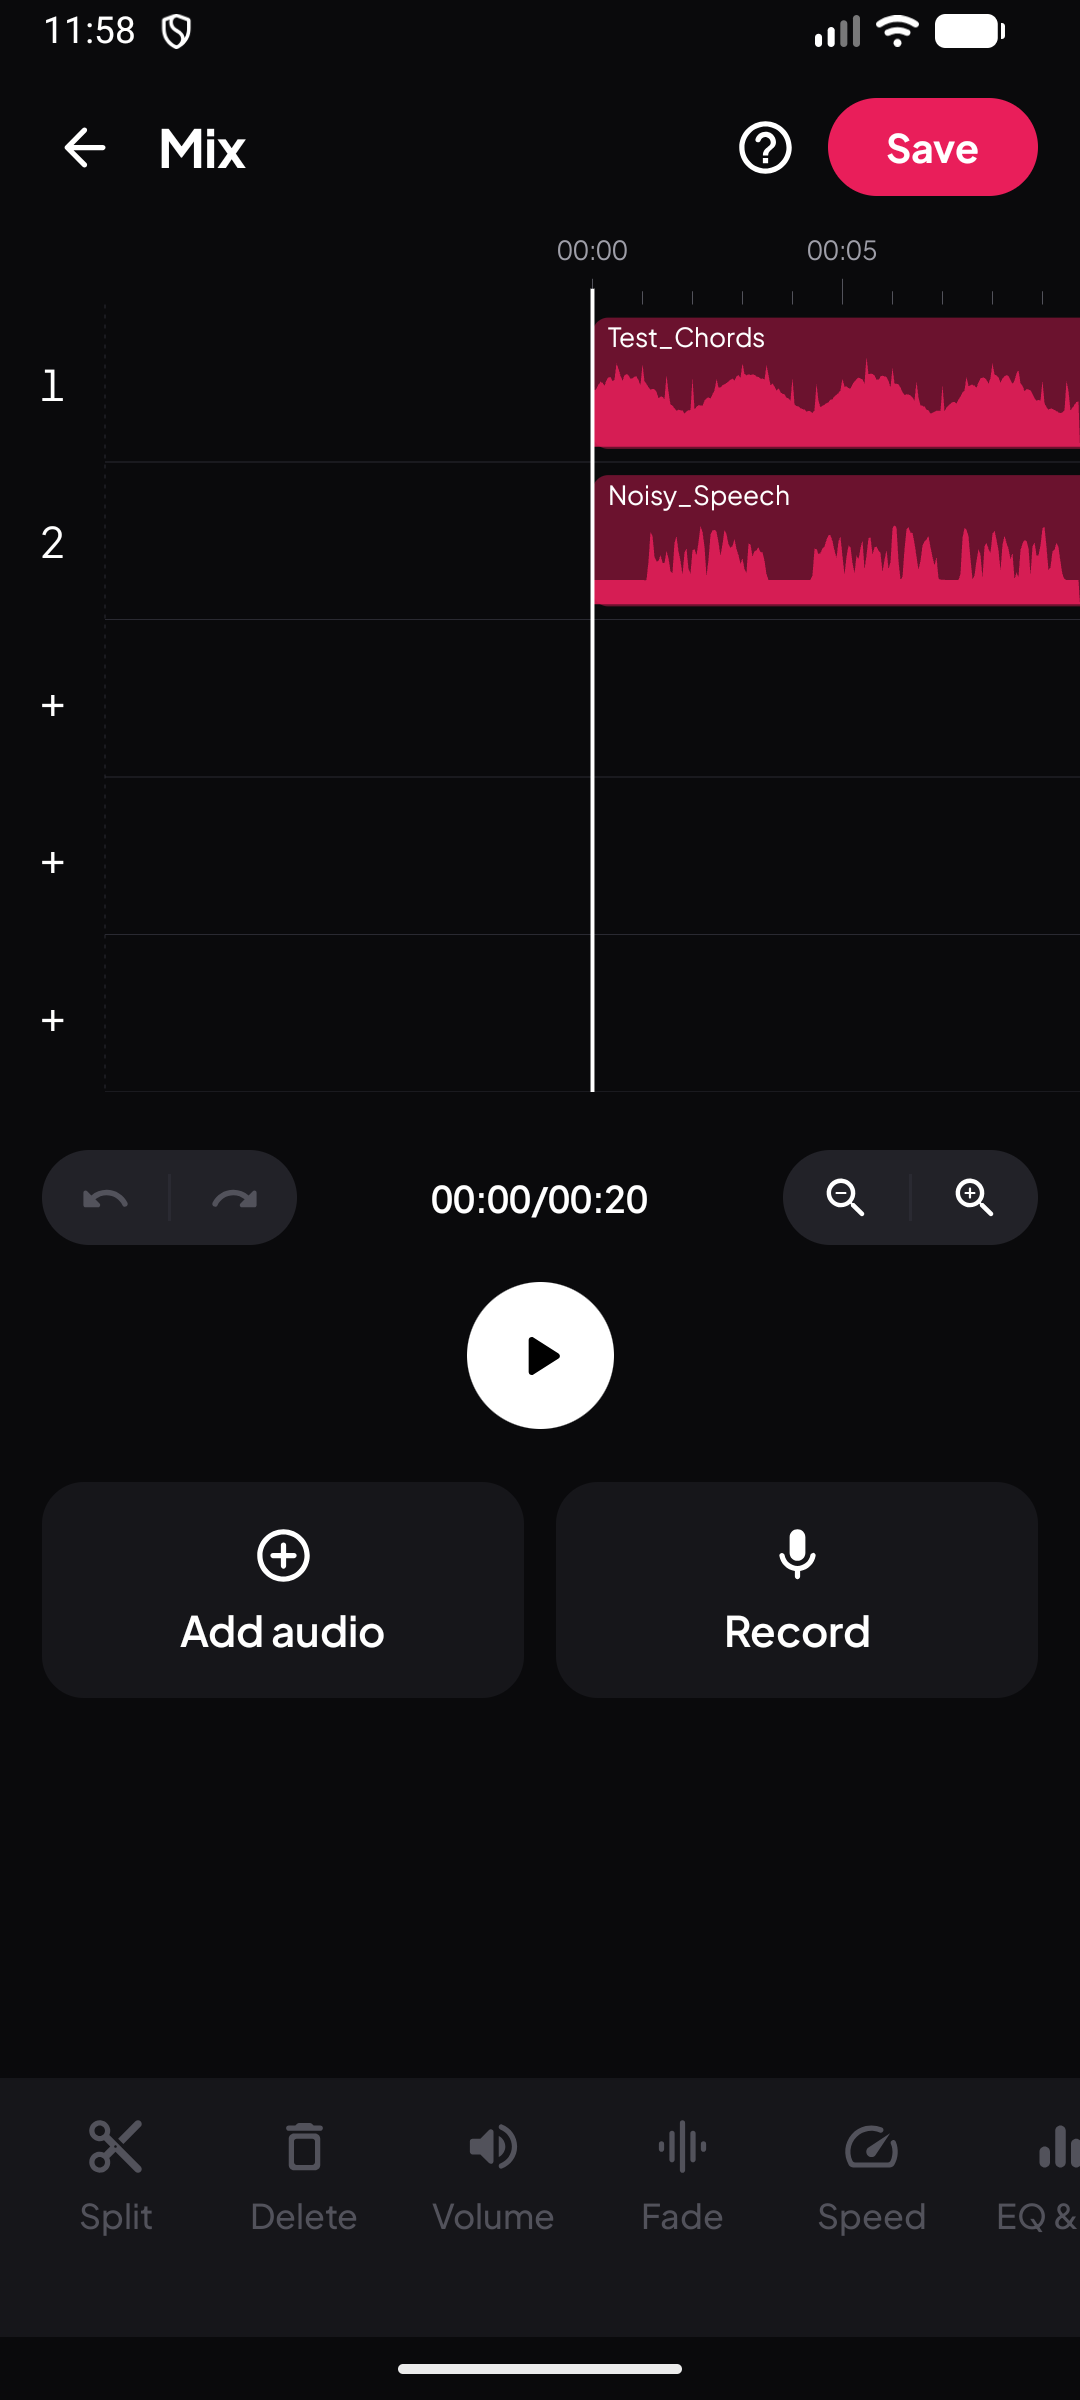 11:58
Mix
Save
00:00
00:05
1
Test_Chords
2
Noisy_Speech
+
+
+
00:00/00:20
Add audio
Record
Split
Delete
Volume
Fade
Speed
EQ &